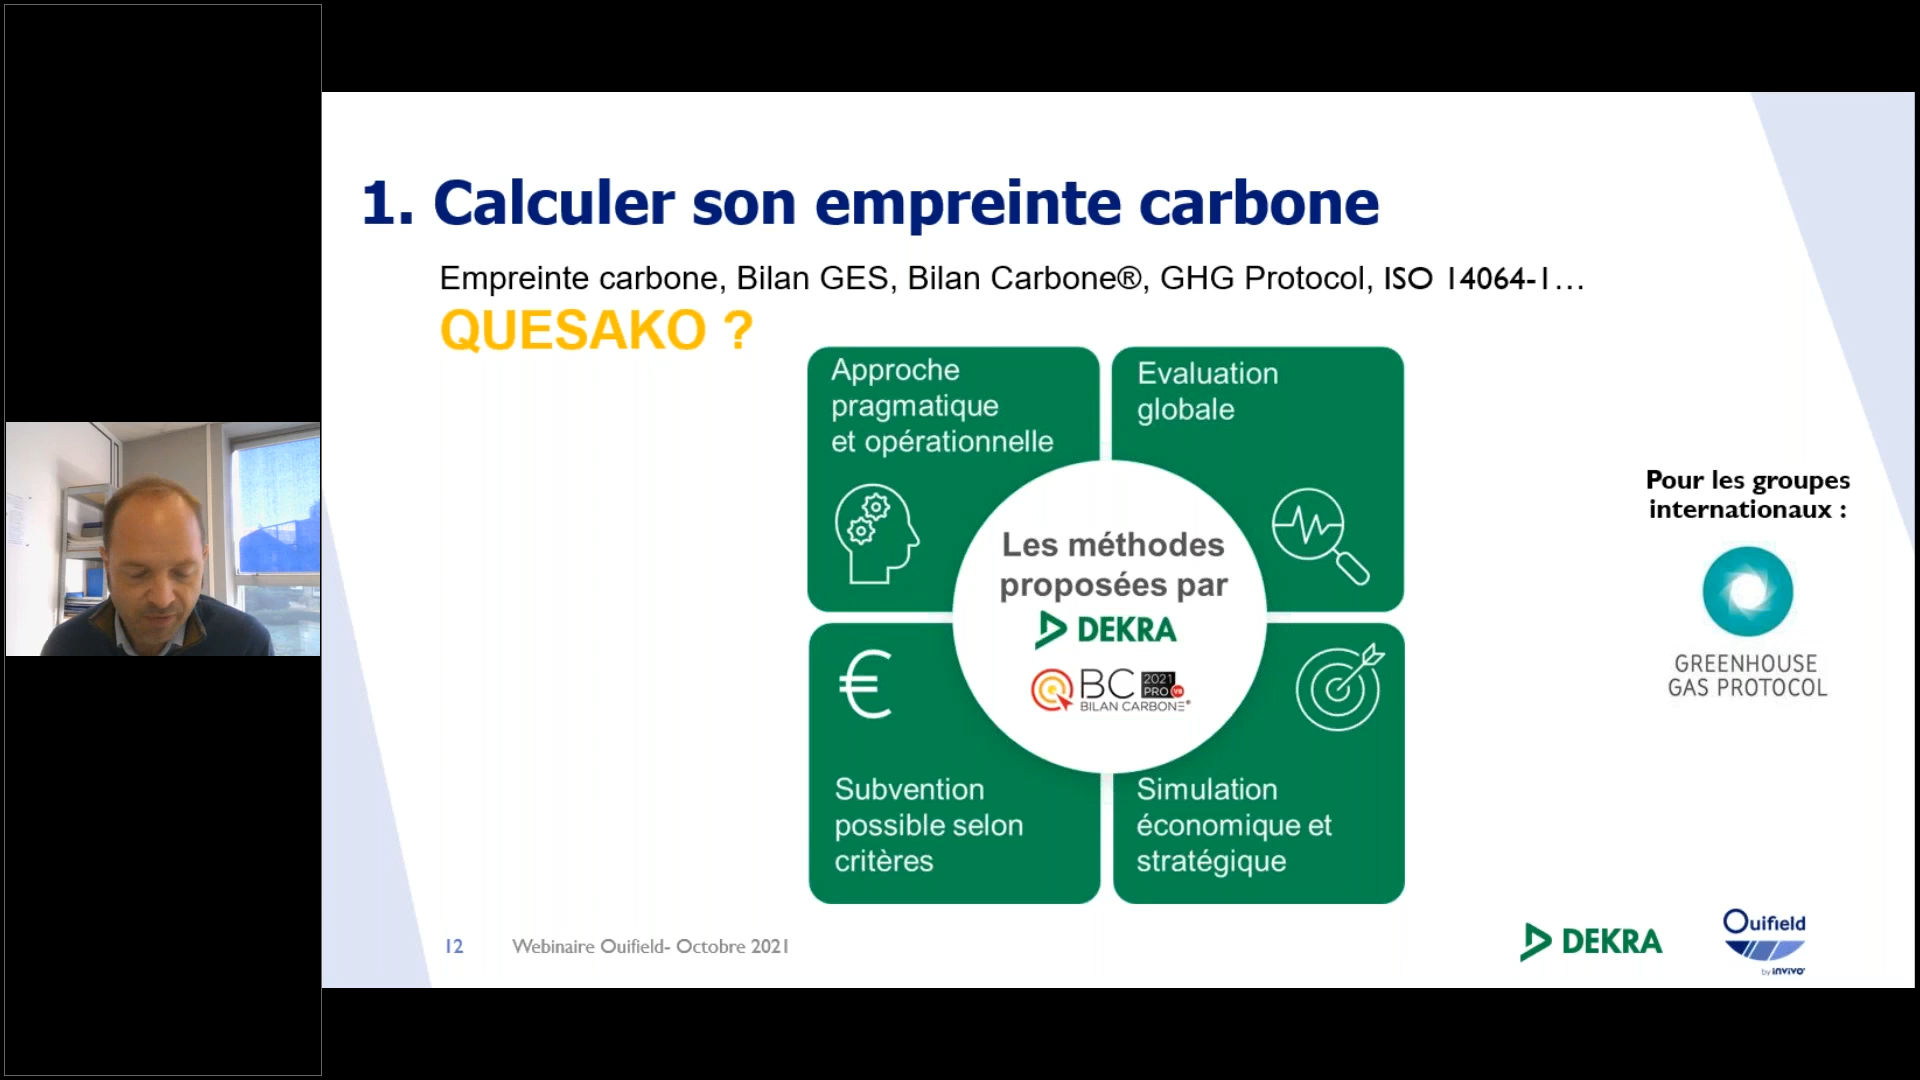 1. Calculer son empreinte carbone
Empreinte carbone, Bilan GES, Bilan Carbone®, GHG Protocol, ISO 14064-1...
QUESAKO ?
Approche
pragmatique
et opérationnelle
Evaluation
globale
Les méthodes
proposées par
DEKRA
BC 2021 PRO V8
BILAN CARBONE®
€
Subvention
possible selon
critères
Simulation
économique et
stratégique
Pour les groupes
internationaux :
GREENHOUSE
GAS PROTOCOL
12 Webinaire Ouifield- Octobre 2021
DEKRA
Ouifield
by invivo